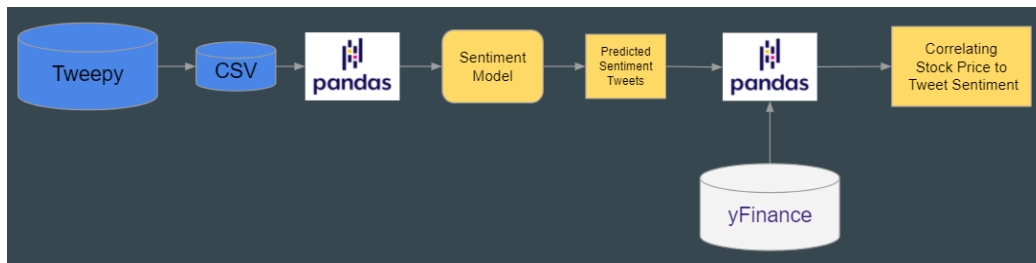 Tweepy
CSV
pandas
Sentiment
Model
Predicted
Sentiment
Tweets
pandas
Correlating
Stock Price to
Tweet Sentiment
yFinance